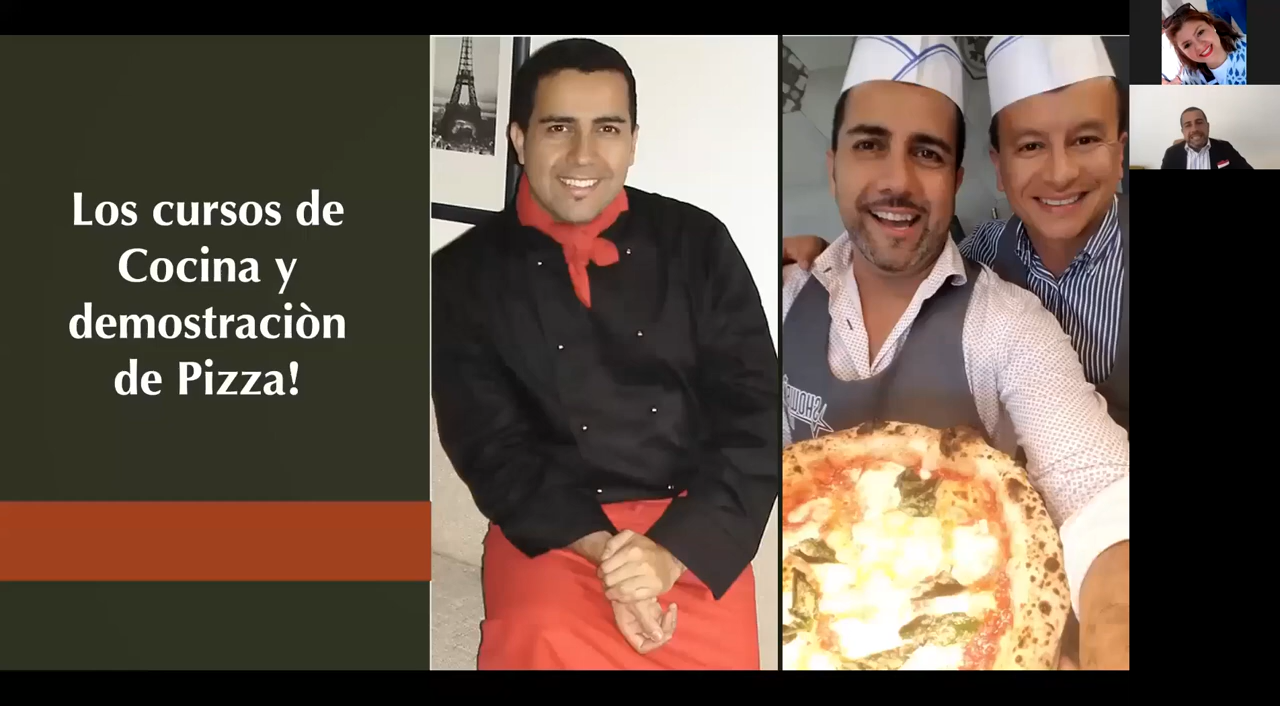 Los cursos de
Cocina y
demostraciòn
de Pizza!